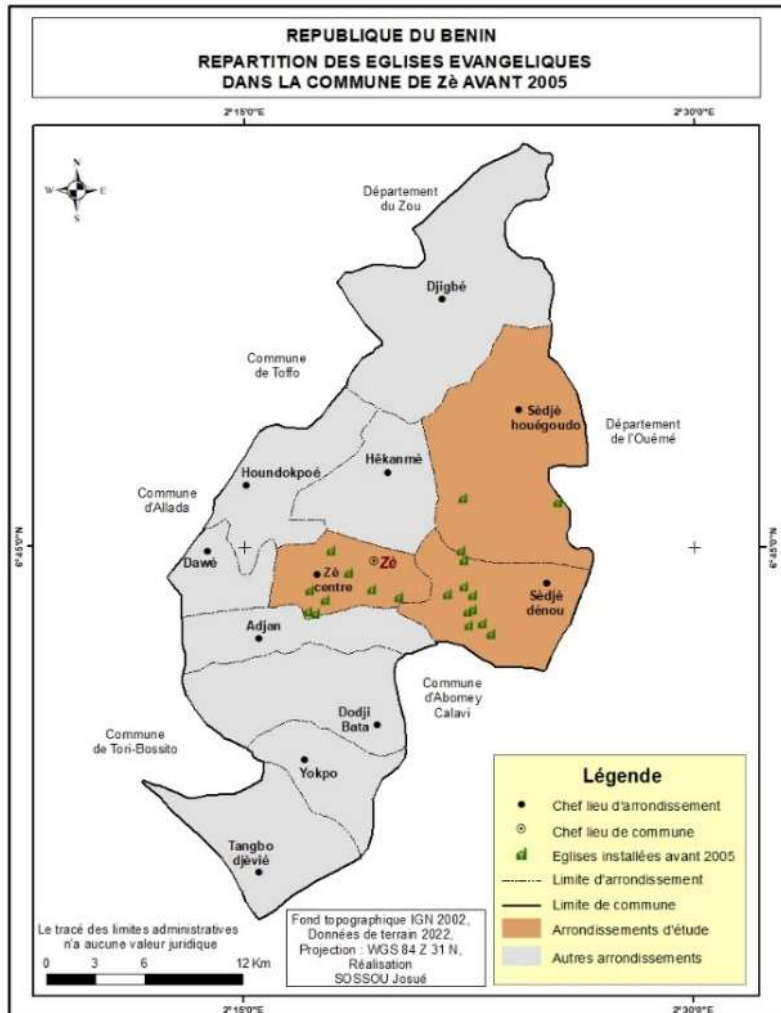 REPUBLIQUE DU BENIN
REPARTITION DES EGLISES EVANGELIQUES
DANS LA COMMUNE DE Zè AVANT 2005
2°15'0"E
2°30'0"E
N
W
E
S
Département
du Zou
Djigbé
Commune
de Toffo
Sèdjè
houégoudo
Département
de l'Ouémé
Hêkanmè
Houndokpoé
Commune
d'Allada
6°45'0"N
6°45'0"N
Dawé
Zè
Zè
centre
Sèdjè
dénou
Adjan
Commune
d'Abomey
Calavi
Dodji
Bata
Commune
de Tori-Bossito
Yokpo
Tangbo
djèvié
Légende
Chef lieu d'arrondissement
Chef lieu de commune
Eglises installées avant 2005
Limite d'arrondissement
Limite de commune
Arrondissements d'étude
Autres arrondissements
Le tracé des limites administratives
n'a aucune valeur juridique
0 3 6 12 Km
Fond topographique IGN 2002,
Données de terrain 2022,
Projection : WGS 84 Z 31 N,
Réalisation
SOSSOU Josué
2°15'0"E
2°30'0"E